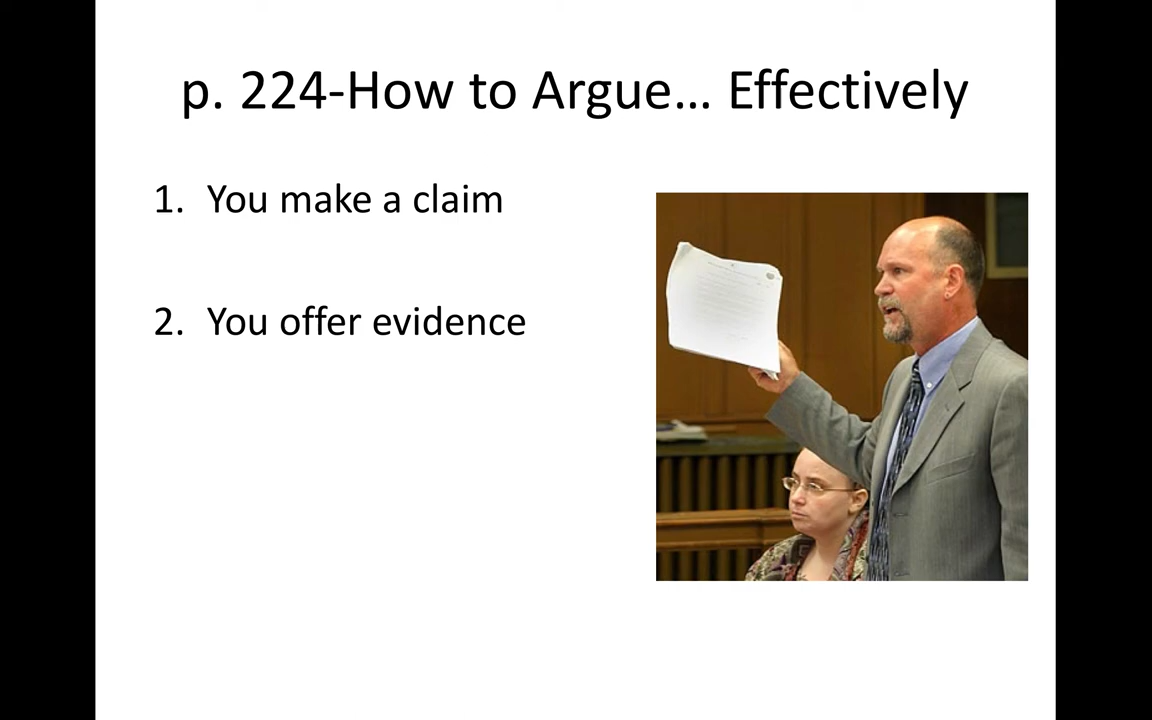 p. 224-How to Argue… Effectively
1. You make a claim
2. You offer evidence